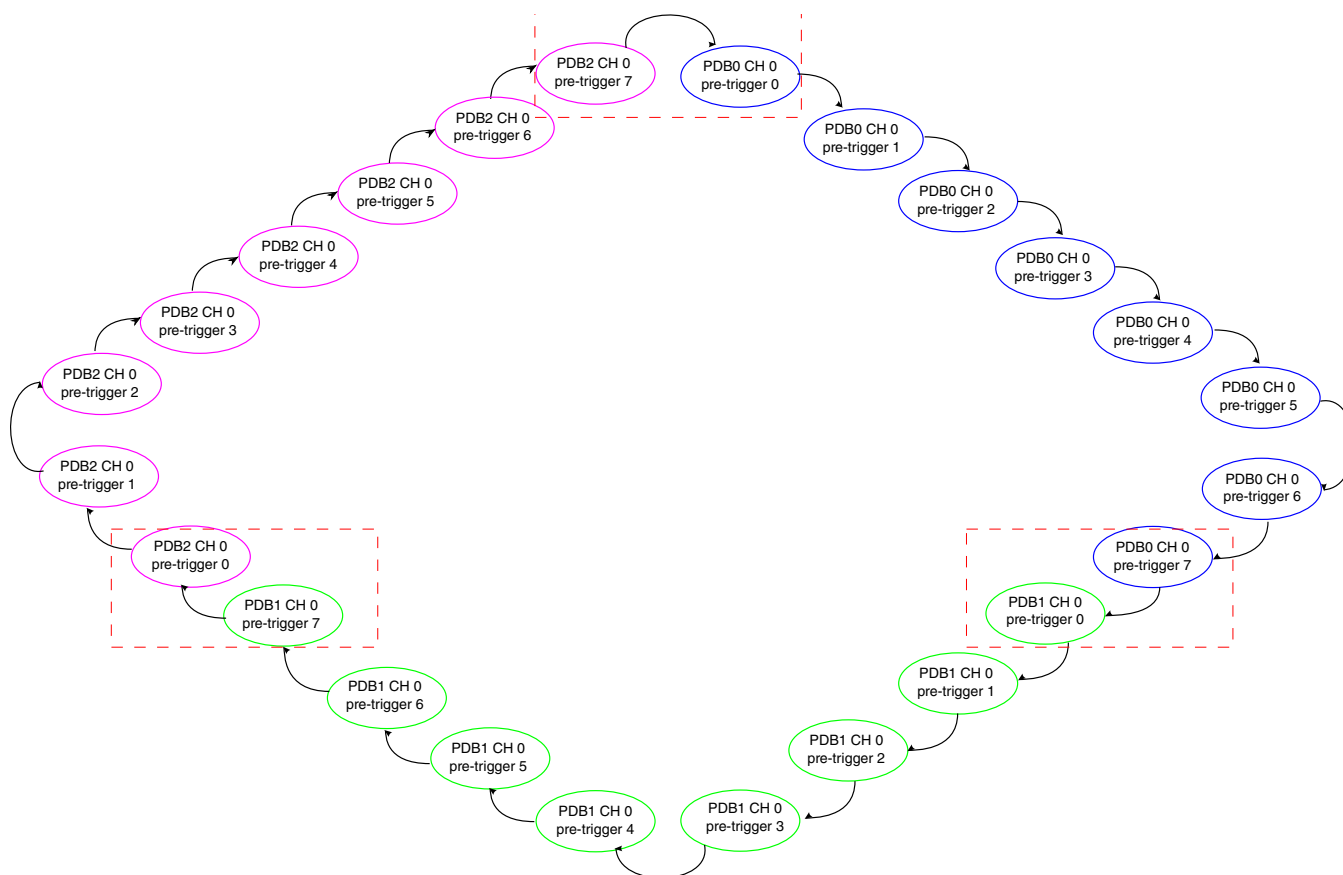 PDB2 CH 0
pre-trigger 7
PDB0 CH 0
pre-trigger 0
PDB0 CH 0
pre-trigger 1
PDB0 CH 0
pre-trigger 2
PDB0 CH 0
pre-trigger 3
PDB0 CH 0
pre-trigger 4
PDB0 CH 0
pre-trigger 5
PDB0 CH 0
pre-trigger 6
PDB0 CH 0
pre-trigger 7
PDB1 CH 0
pre-trigger 0
PDB1 CH 0
pre-trigger 1
PDB1 CH 0
pre-trigger 2
PDB1 CH 0
pre-trigger 3
PDB1 CH 0
pre-trigger 4
PDB1 CH 0
pre-trigger 5
PDB1 CH 0
pre-trigger 6
PDB1 CH 0
pre-trigger 7
PDB2 CH 0
pre-trigger 0
PDB2 CH 0
pre-trigger 1
PDB2 CH 0
pre-trigger 2
PDB2 CH 0
pre-trigger 3
PDB2 CH 0
pre-trigger 4
PDB2 CH 0
pre-trigger 5
PDB2 CH 0
pre-trigger 6